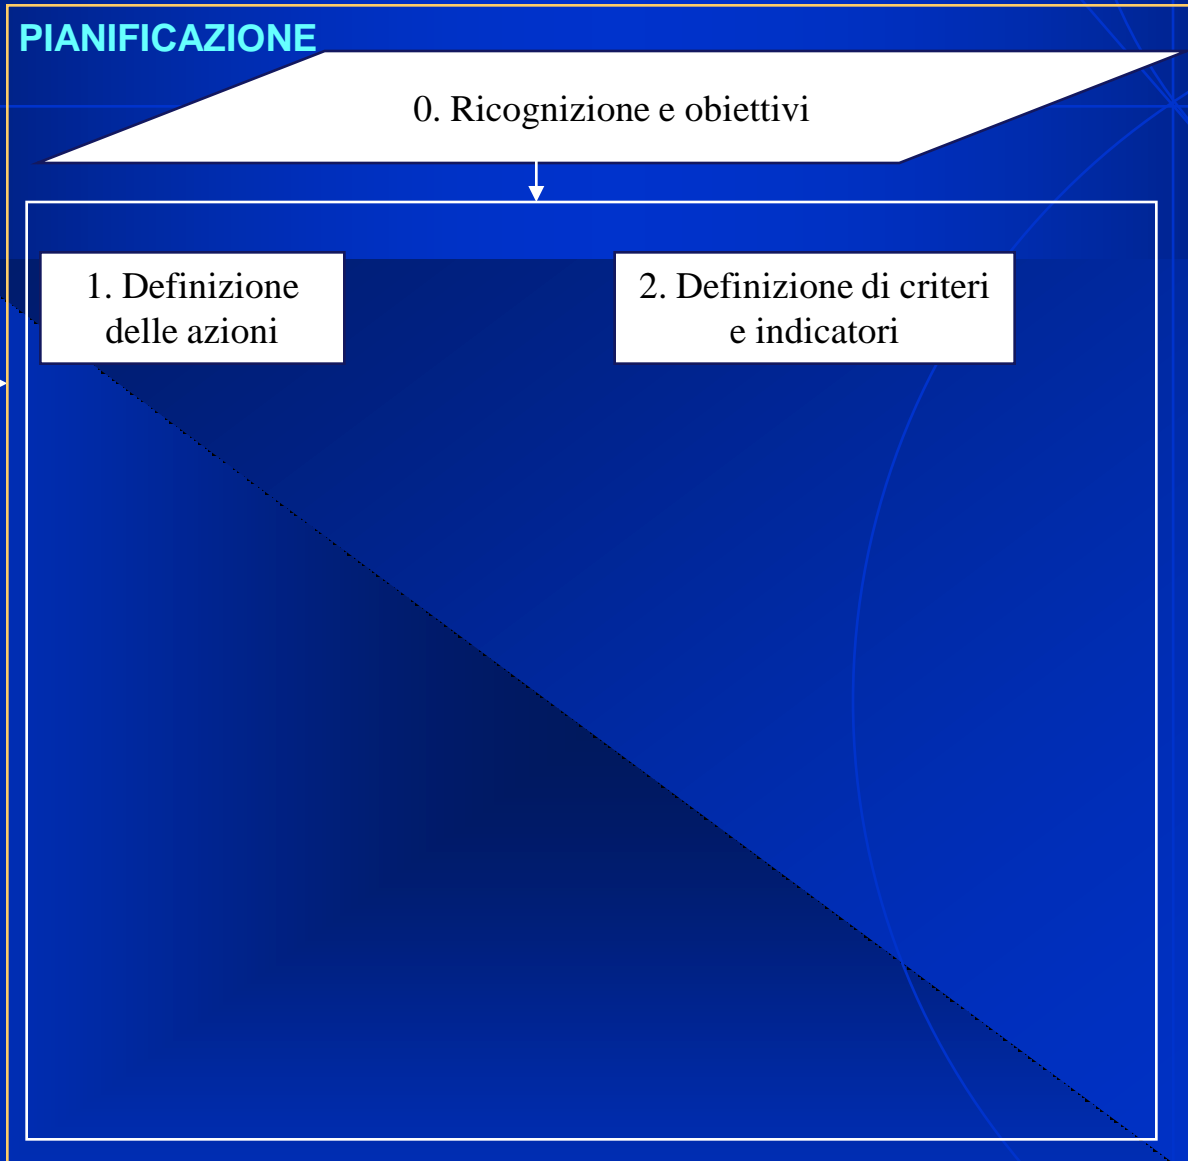 PIANIFICAZIONE
0. Ricognizione e obiettivi
1. Definizione
delle azioni
2. Definizione di criteri
e indicatori